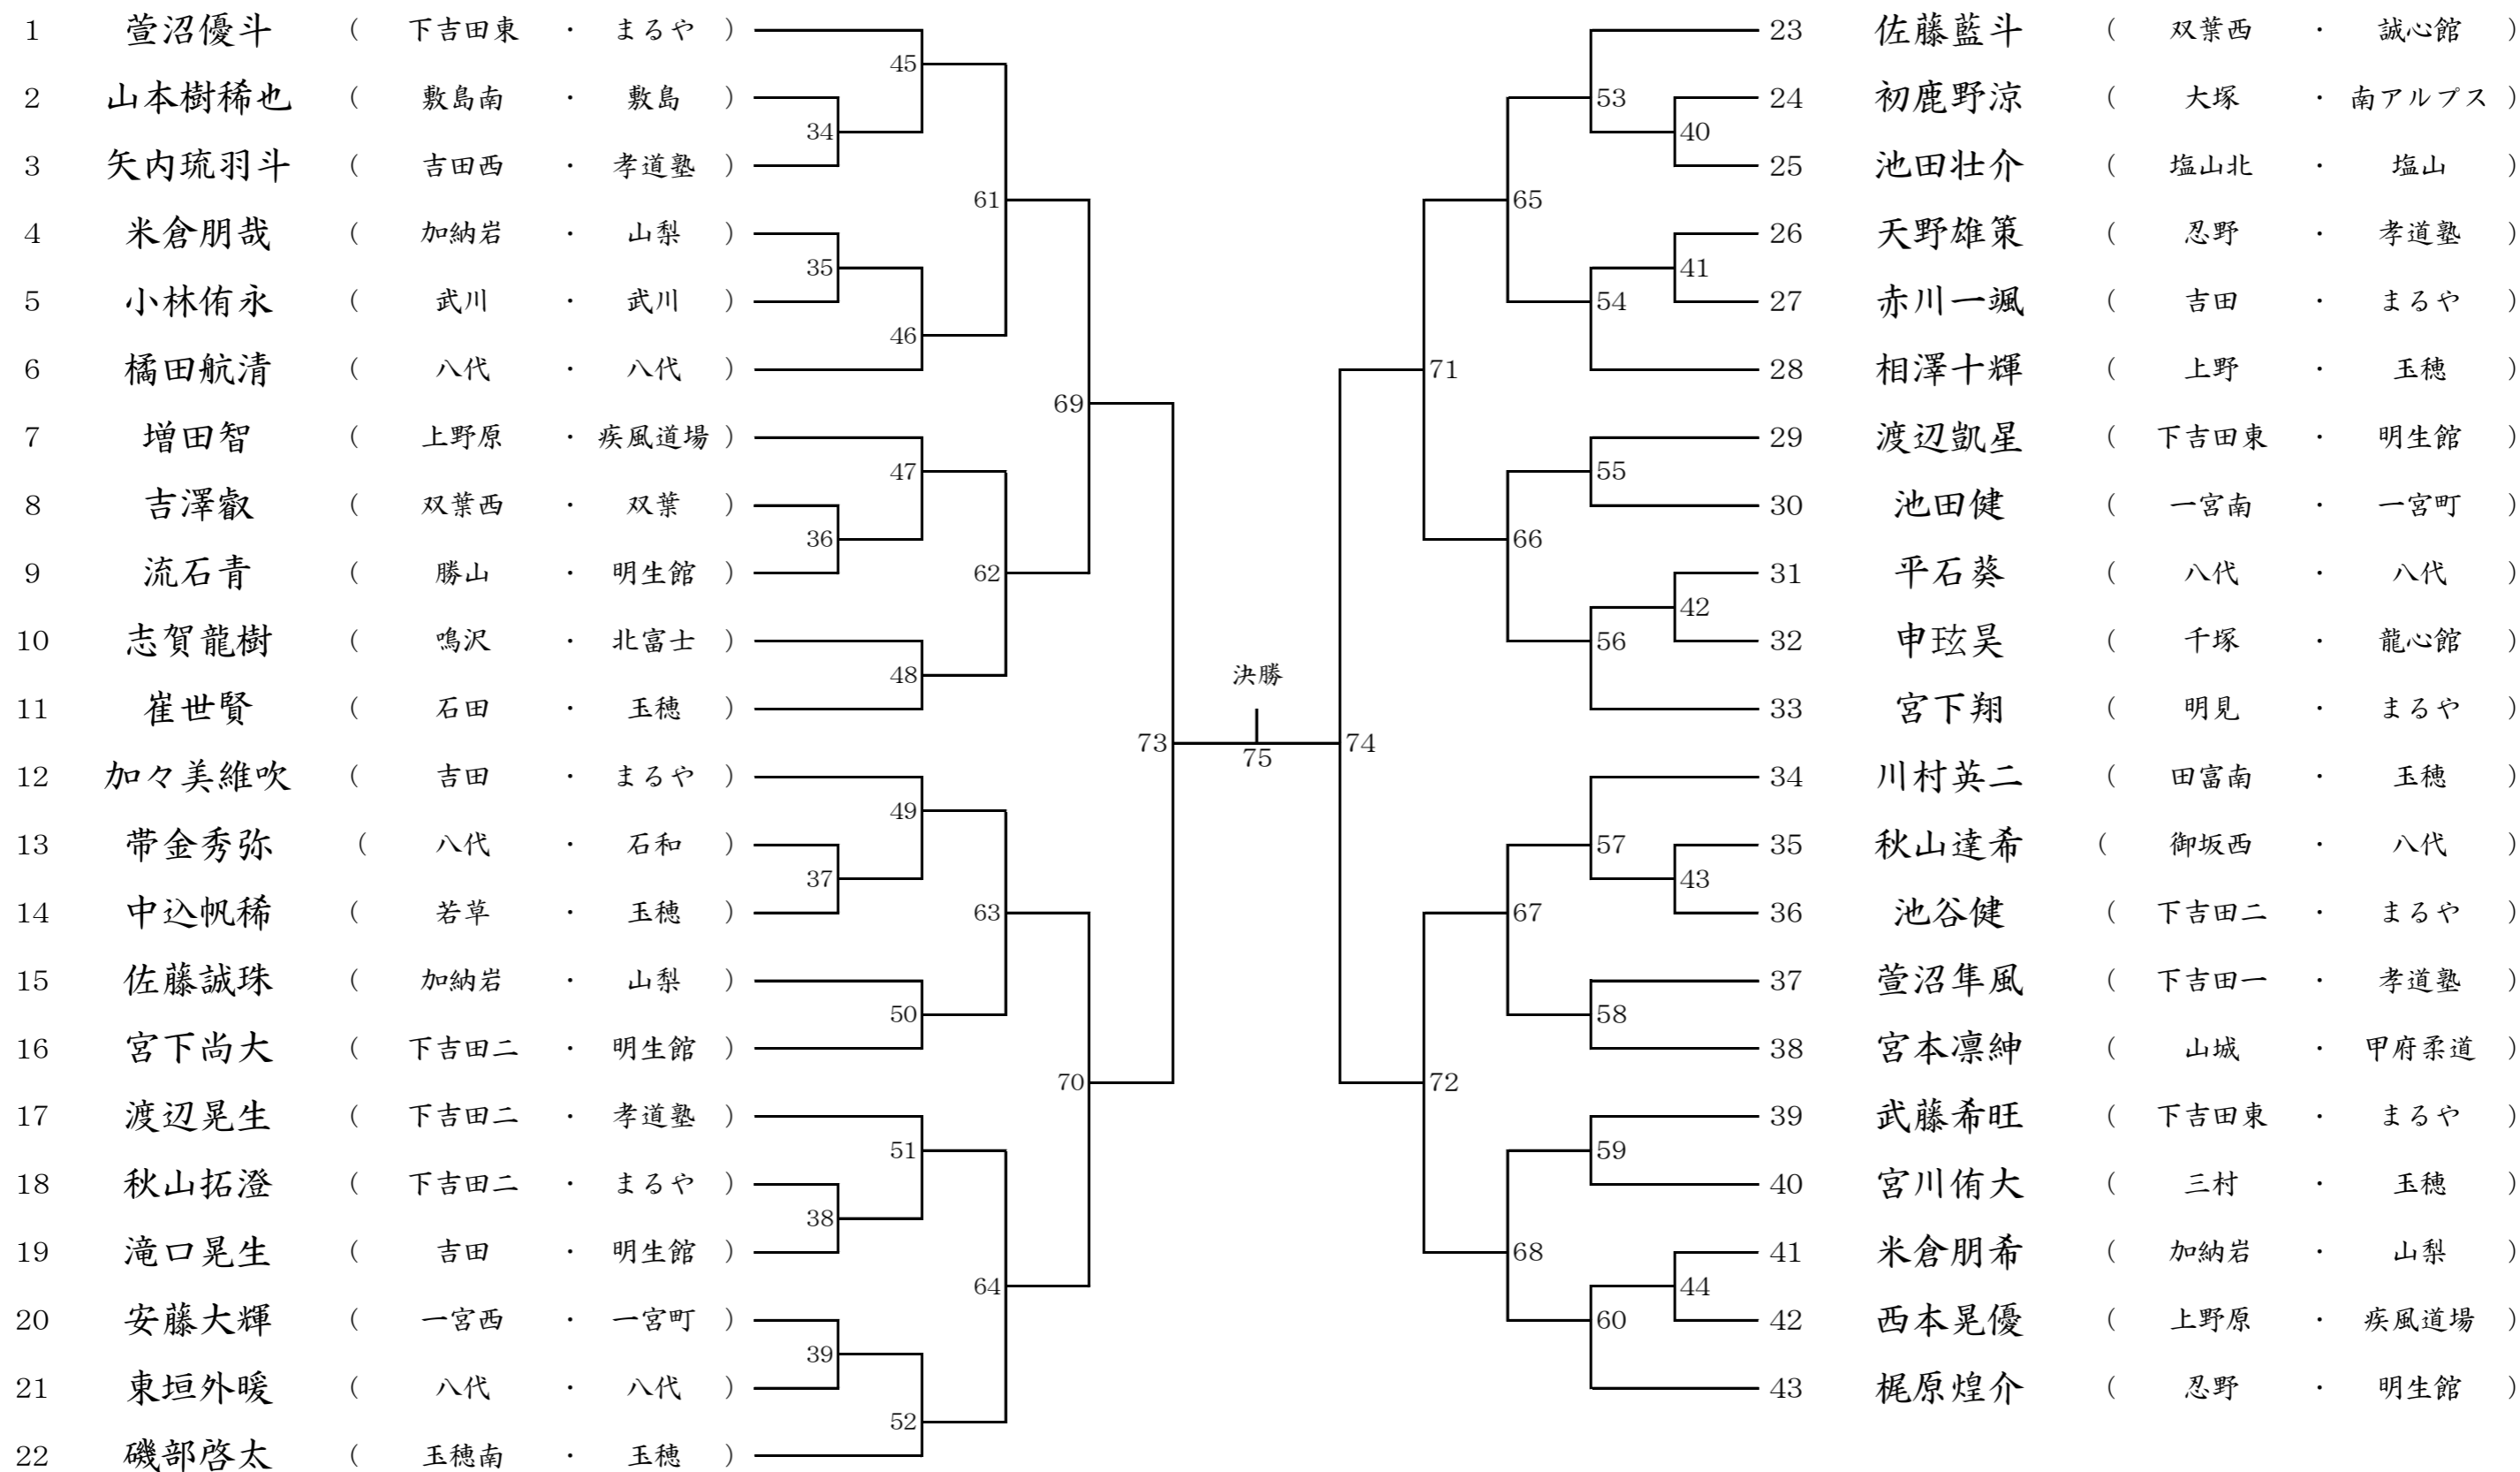 1 萱沼優斗 ( 下吉田東 ・ まるや )
2 山本樹稀也 ( 敷島南 ・ 敷島 )
3 矢内琉羽斗 ( 吉田西 ・ 孝道塾 )
4 米倉朋哉 ( 加納岩 ・ 山梨 )
5 小林侑永 ( 武川 ・ 武川 )
6 橘田航清 ( 八代 ・ 八代 )
7 増田智 ( 上野原 ・ 疾風道場 )
8 吉澤叡 ( 双葉西 ・ 双葉 )
9 流石青 ( 勝山 ・ 明生館 )
10 志賀龍樹 ( 鳴沢 ・ 北富士 )
11 崔世賢 ( 石田 ・ 玉穂 )
12 加々美維吹 ( 吉田 ・ まるや )
13 帯金秀弥 ( 八代 ・ 石和 )
14 中込帆稀 ( 若草 ・ 玉穂 )
15 佐藤誠珠 ( 加納岩 ・ 山梨 )
16 宮下尚大 ( 下吉田二 ・ 明生館 )
17 渡辺晃生 ( 下吉田二 ・ 孝道塾 )
18 秋山拓澄 ( 下吉田二 ・ まるや )
19 滝口晃生 ( 吉田 ・ 明生館 )
20 安藤大輝 ( 一宮西 ・ 一宮町 )
21 東垣外暖 ( 八代 ・ 八代 )
22 磯部啓太 ( 玉穂南 ・ 玉穂 )
34
35
36
37
38
39
45
46
47
48
49
50
51
52
61
62
63
64
69
70
73
決勝
75
74
71
72
65
66
67
68
53
54
55
56
57
58
59
60
40
41
42
43
44
23 佐藤藍斗 ( 双葉西 ・ 誠心館 )
24 初鹿野涼 ( 大塚 ・ 南アルプス )
25 池田壮介 ( 塩山北 ・ 塩山 )
26 天野雄策 ( 忍野 ・ 孝道塾 )
27 赤川一颯 ( 吉田 ・ まるや )
28 相澤十輝 ( 上野 ・ 玉穂 )
29 渡辺凱星 ( 下吉田東 ・ 明生館 )
30 池田健 ( 一宮南 ・ 一宮町 )
31 平石葵 ( 八代 ・ 八代 )
32 申玹昊 ( 千塚 ・ 龍心館 )
33 宮下翔 ( 明見 ・ まるや )
34 川村英二 ( 田富南 ・ 玉穂 )
35 秋山達希 ( 御坂西 ・ 八代 )
36 池谷健 ( 下吉田二 ・ まるや )
37 萱沼隼風 ( 下吉田一 ・ 孝道塾 )
38 宮本凛紳 ( 山城 ・ 甲府柔道 )
39 武藤希旺 ( 下吉田東 ・ まるや )
40 宮川侑大 ( 三村 ・ 玉穂 )
41 米倉朋希 ( 加納岩 ・ 山梨 )
42 西本晃優 ( 上野原 ・ 疾風道場 )
43 梶原煌介 ( 忍野 ・ 明生館 )